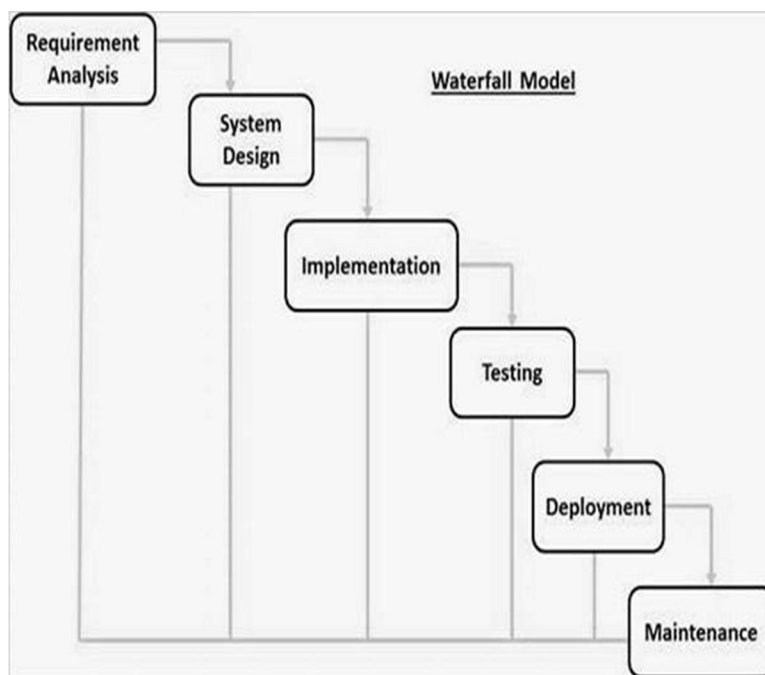 Requirement
Analysis
Waterfall Model
System
Design
Implementation
Testing
Deployment
Maintenance